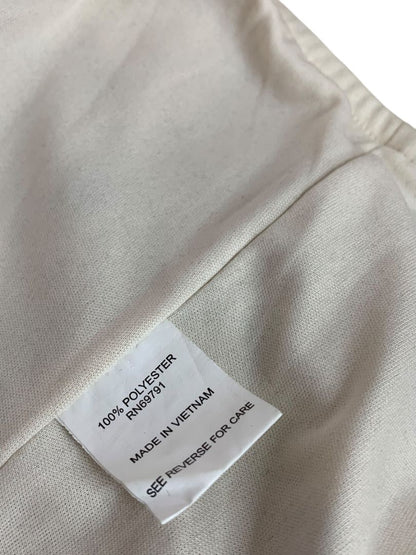 100% POLYESTER
RN69791
MADE IN VIETNAM
SEE REVERSE FOR CARE